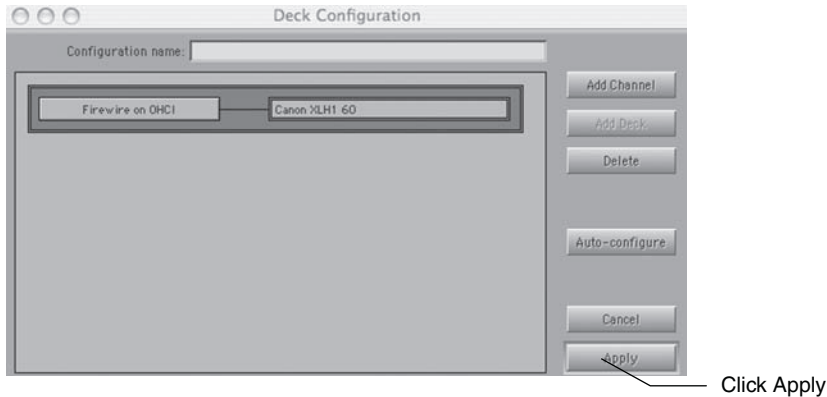 Deck Configuration
Configuration name:
Add Channel
Firewire on OHCI
Canon XLH1 60
Add Deck
Delete
Auto-configure
Cancel
Apply
Click Apply